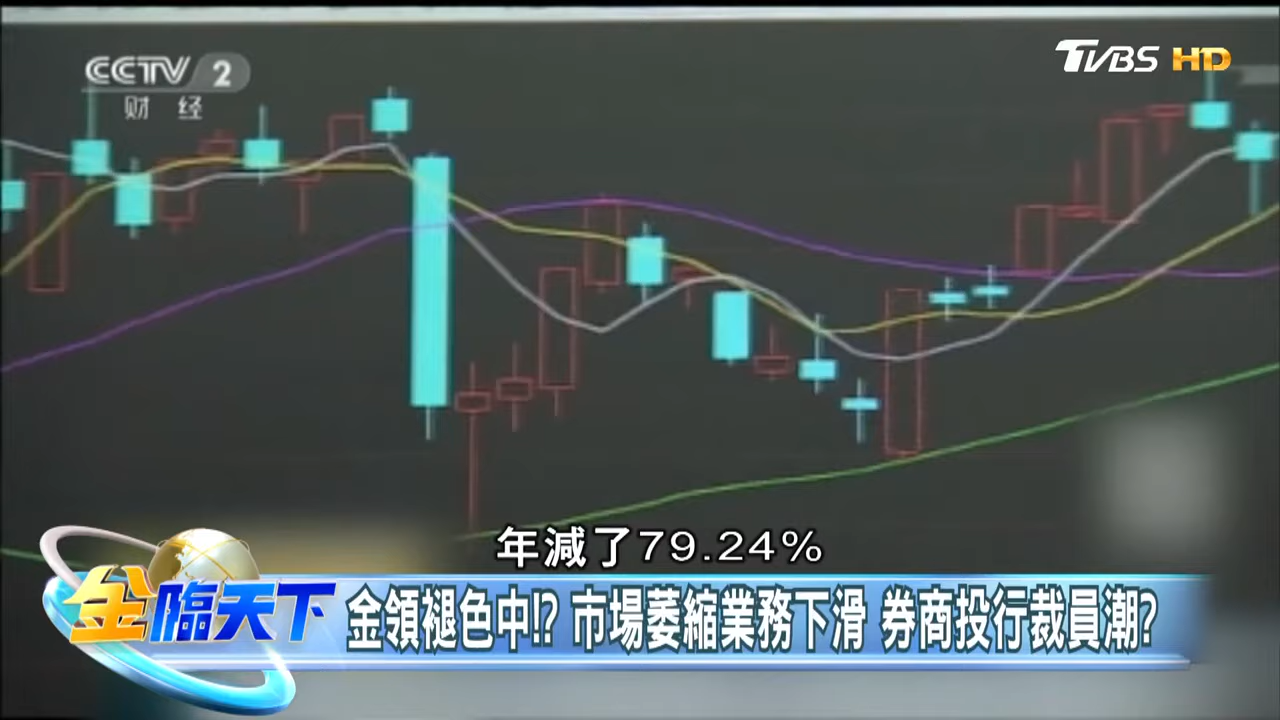 CCTV 2
财 经
TVBS HD
年減了79.24%
金臨天下
金領褪色中!? 市場萎縮業務下滑 券商投行裁員潮?